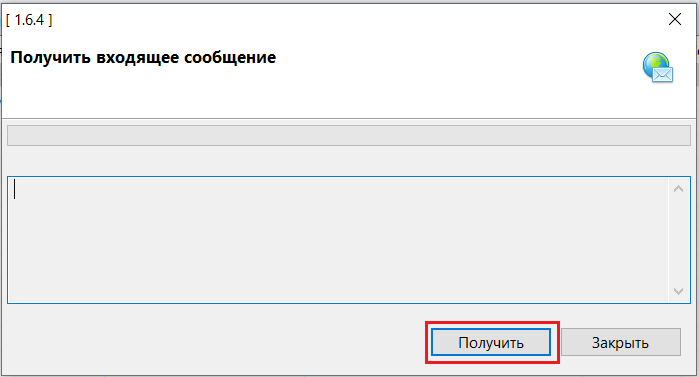 [ 1.6.4 ]
Получить входящее сообщение
Получить
Закрыть